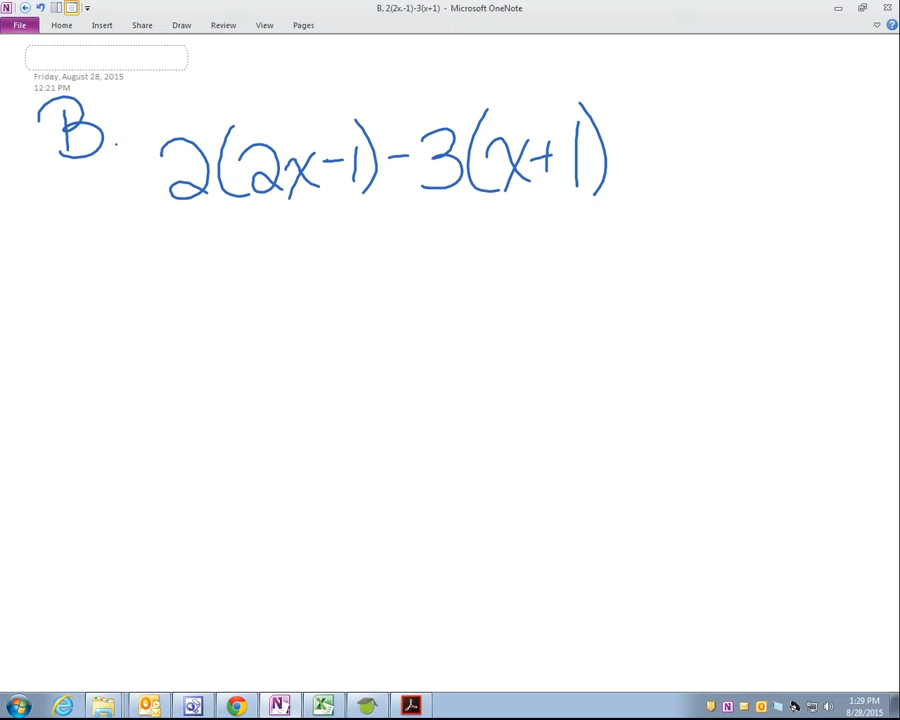 B. 2(2x.-1)-3(x+1) - Microsoft OneNote
File Home Insert Share Draw Review View Pages
Friday, August 28, 2015
12:21 PM
B. 2(2x-1)-3(x+1)
1:29 PM
8/28/2015